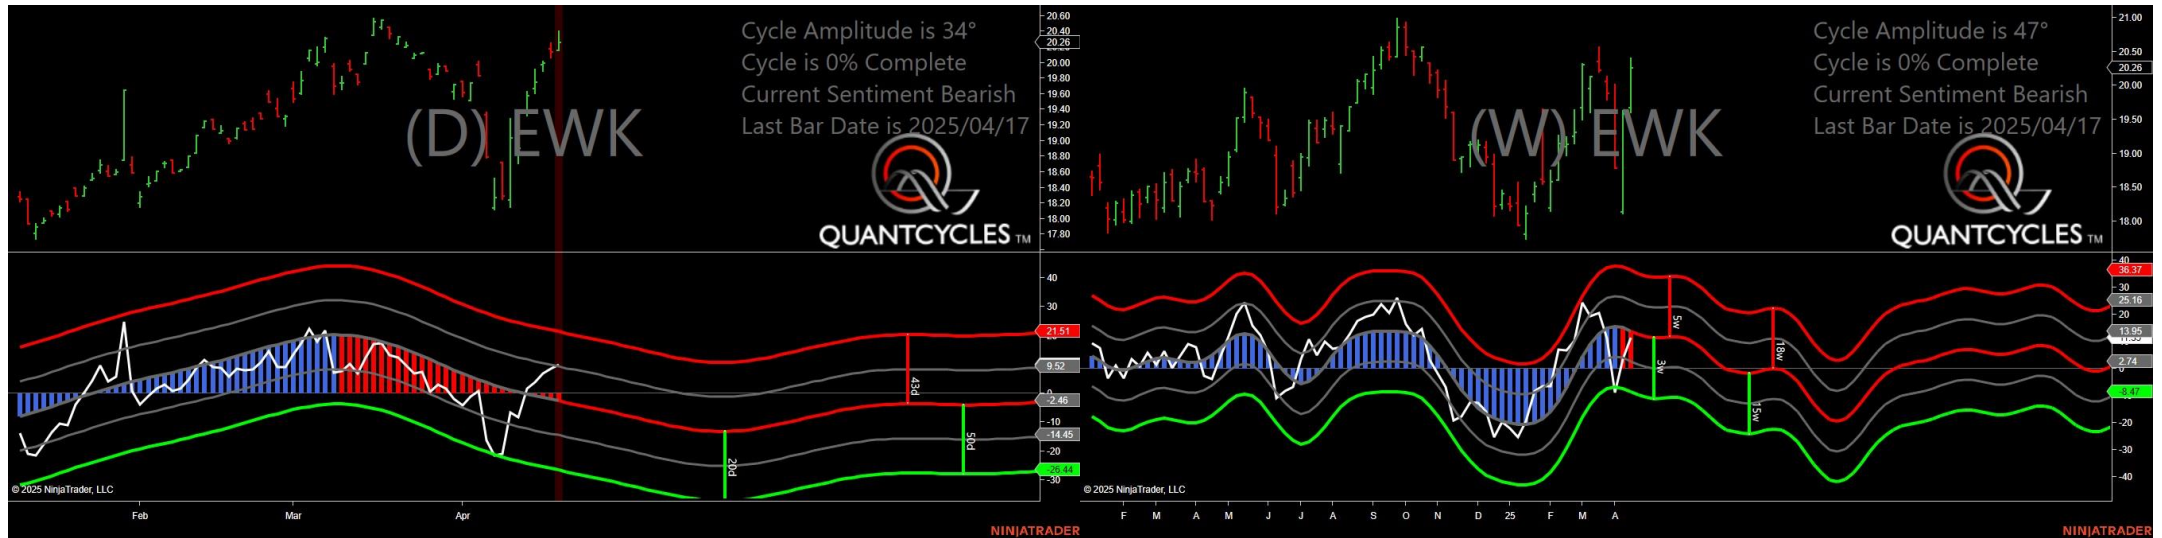 Cycle Amplitude is 34°
Cycle is 0% Complete
Current Sentiment Bearish
Last Bar Date is 2025/04/17
(D) EWK
QUANTCYCLES TM
20.60
20.40
20.26
20.00
19.80
19.60
19.40
19.20
19.00
18.80
18.60
18.40
18.20
18.00
17.80
40
30
21.51
9.52
0
-2.46
-10
-14.45
-20
-26.44
-30
43d
20d
50d
© 2025 NinjaTrader, LLC
Feb Mar Apr
NINJATRADER
Cycle Amplitude is 47°
Cycle is 0% Complete
Current Sentiment Bearish
Last Bar Date is 2025/04/17
(W) EWK
QUANTCYCLES TM
21.00
20.50
20.26
20.00
19.50
19.00
18.50
18.00
40
36.37
30
25.16
20
13.95
2.74
0
-8.47
-20
-30
-40
5w
3w
18w
15w
© 2025 NinjaTrader, LLC
F M A M J J A S O N D 25 F M A
NINJATRADER